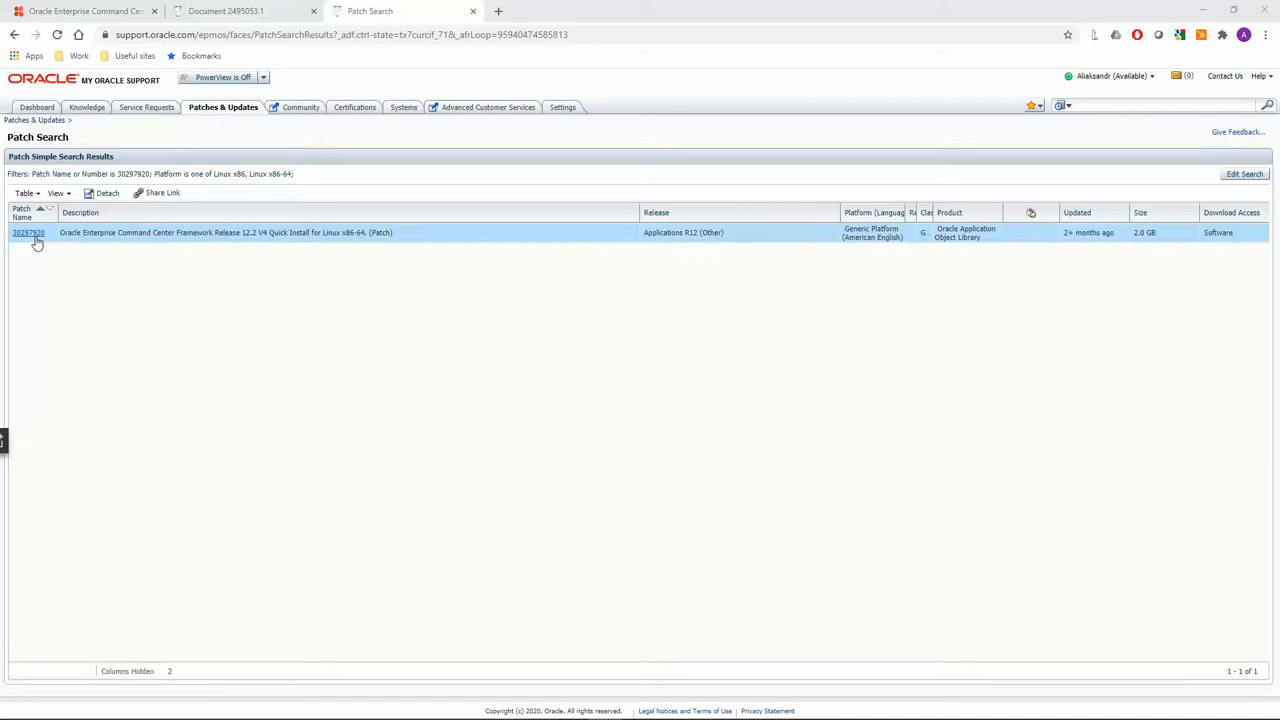 Oracle Enterprise Command Cen
Document 2495053.1
Patch Search
support.oracle.com/epmos/faces/PatchSearchResults?_adf.ctrl-state=tx7curcif_71&_afrLoop=95940474585813
A
Apps
Work
Useful sites
Bookmarks
ORACLE MY ORACLE SUPPORT
PowerView is Off
Aliaksandr (Available)
(0)
Contact Us
Help
Dashboard
Knowledge
Service Requests
Patches & Updates
Community
Certifications
Systems
Advanced Customer Services
Settings
Patches & Updates >
Patch Search
Give Feedback...
Patch Simple Search Results
Filters: Patch Name or Number is 30297920; Platform is one of Linux x86, Linux x86-64;
Edit Search
Table
View
Detach
Share Link
Patch Name
Description
Release
Platform (Languag
Re
Clas
Product
Updated
Size
Download Access
30297920
Oracle Enterprise Command Center Framework Release 12.2 V4 Quick Install for Linux x86-64. (Patch)
Applications R12 (Other)
Generic Platform
(American English)
G...
Oracle Application
Object Library
2+ months ago
2.0 GB
Software
Columns Hidden 2
1 - 1 of 1
Copyright (c) 2020. Oracle. All rights reserved.
Legal Notices and Terms of Use
Privacy Statement